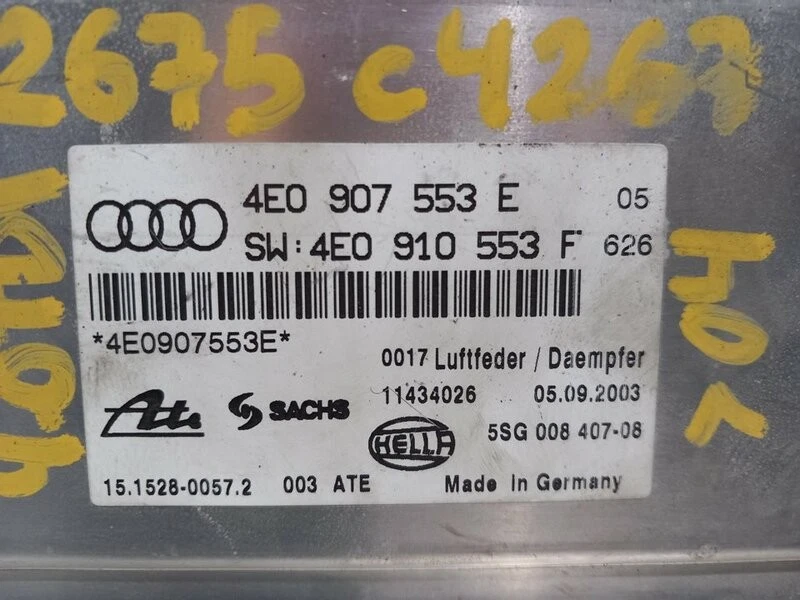 2675 c4267
4E0 907 553 E 05
SW:4E0 910 553 F 626
*4E0907553E*
0017 Luftfeder / Daempfer
11434026 05.09.2003
Ate SACHS HELLA 5SG 008 407-08
15.1528-0057.2 003 ATE Made in Germany